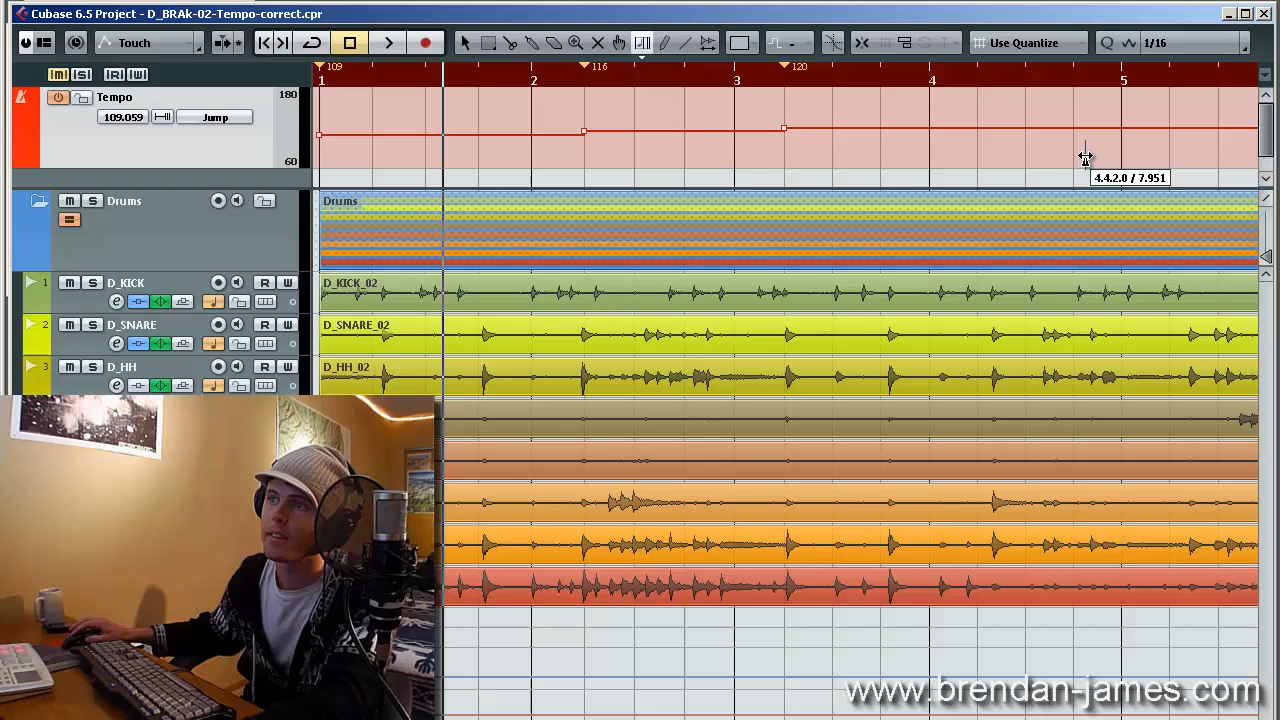 Cubase 6.5 Project - D_BRAk-02-Tempo-correct.cpr
Touch
Use Quantize
Q 1/16
M S R W
109 116 120
1 2 3 4 5
Tempo
109.059 Jump
180
60
4.4.2.0 / 7.951
M S
Drums
Drums
1 M S D_KICK R W
e
D_KICK_02
2 M S D_SNARE R W
e
D_SNARE_02
3 M S D_HH R W
e
D_HH_02
www.brendan-james.com